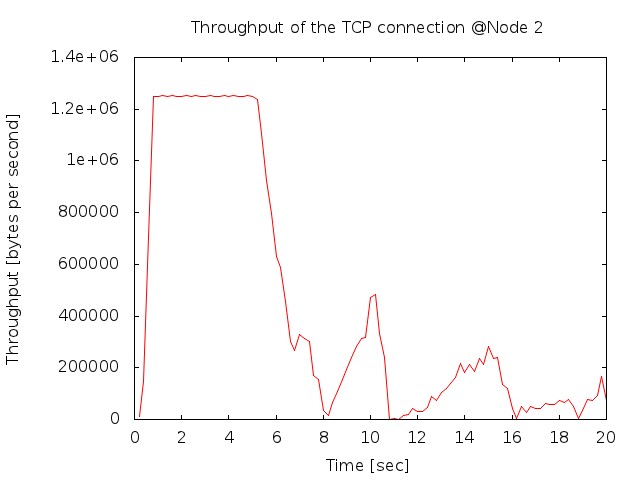 Throughput of the TCP connection @Node 2
Throughput [bytes per second]
1.4e+06
1.2e+06
1e+06
800000
600000
400000
200000
0
0 2 4 6 8 10 12 14 16 18 20
Time [sec]